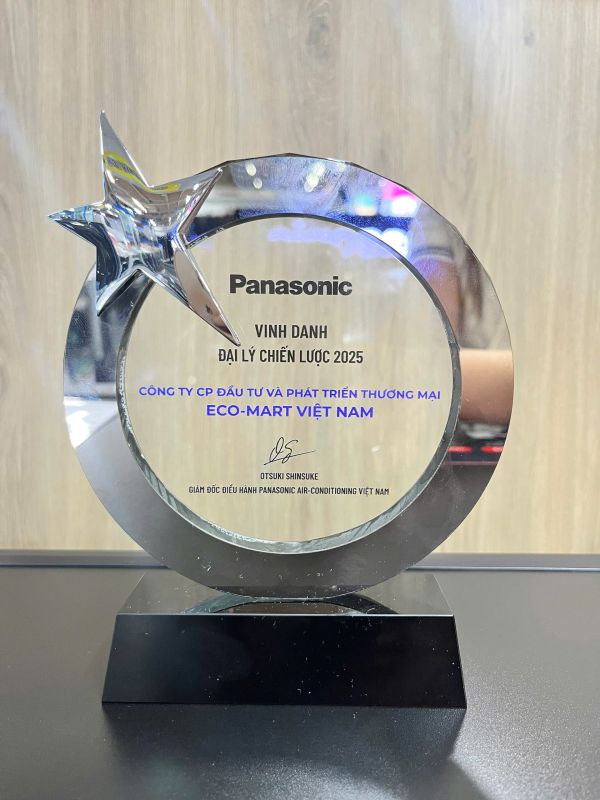 Panasonic
VINH DANH
ĐẠI LÝ CHIẾN LƯỢC 2025
CÔNG TY CP ĐẦU TƯ VÀ PHÁT TRIỂN THƯƠNG MẠI
ECO-MART VIỆT NAM
OTSUKI SHINSUKE
GIÁM ĐỐC ĐIỀU HÀNH PANASONIC AIR-CONDITIONING VIỆT NAM